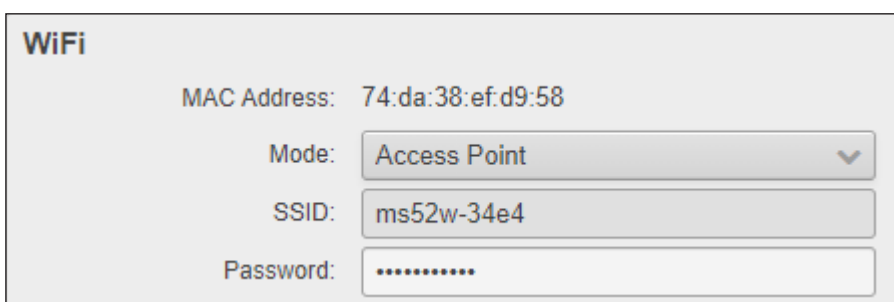 WiFi
MAC Address: 74:da:38:ef:d9:58
Mode: Access Point
SSID: ms52w-34e4
Password: •••••••••••